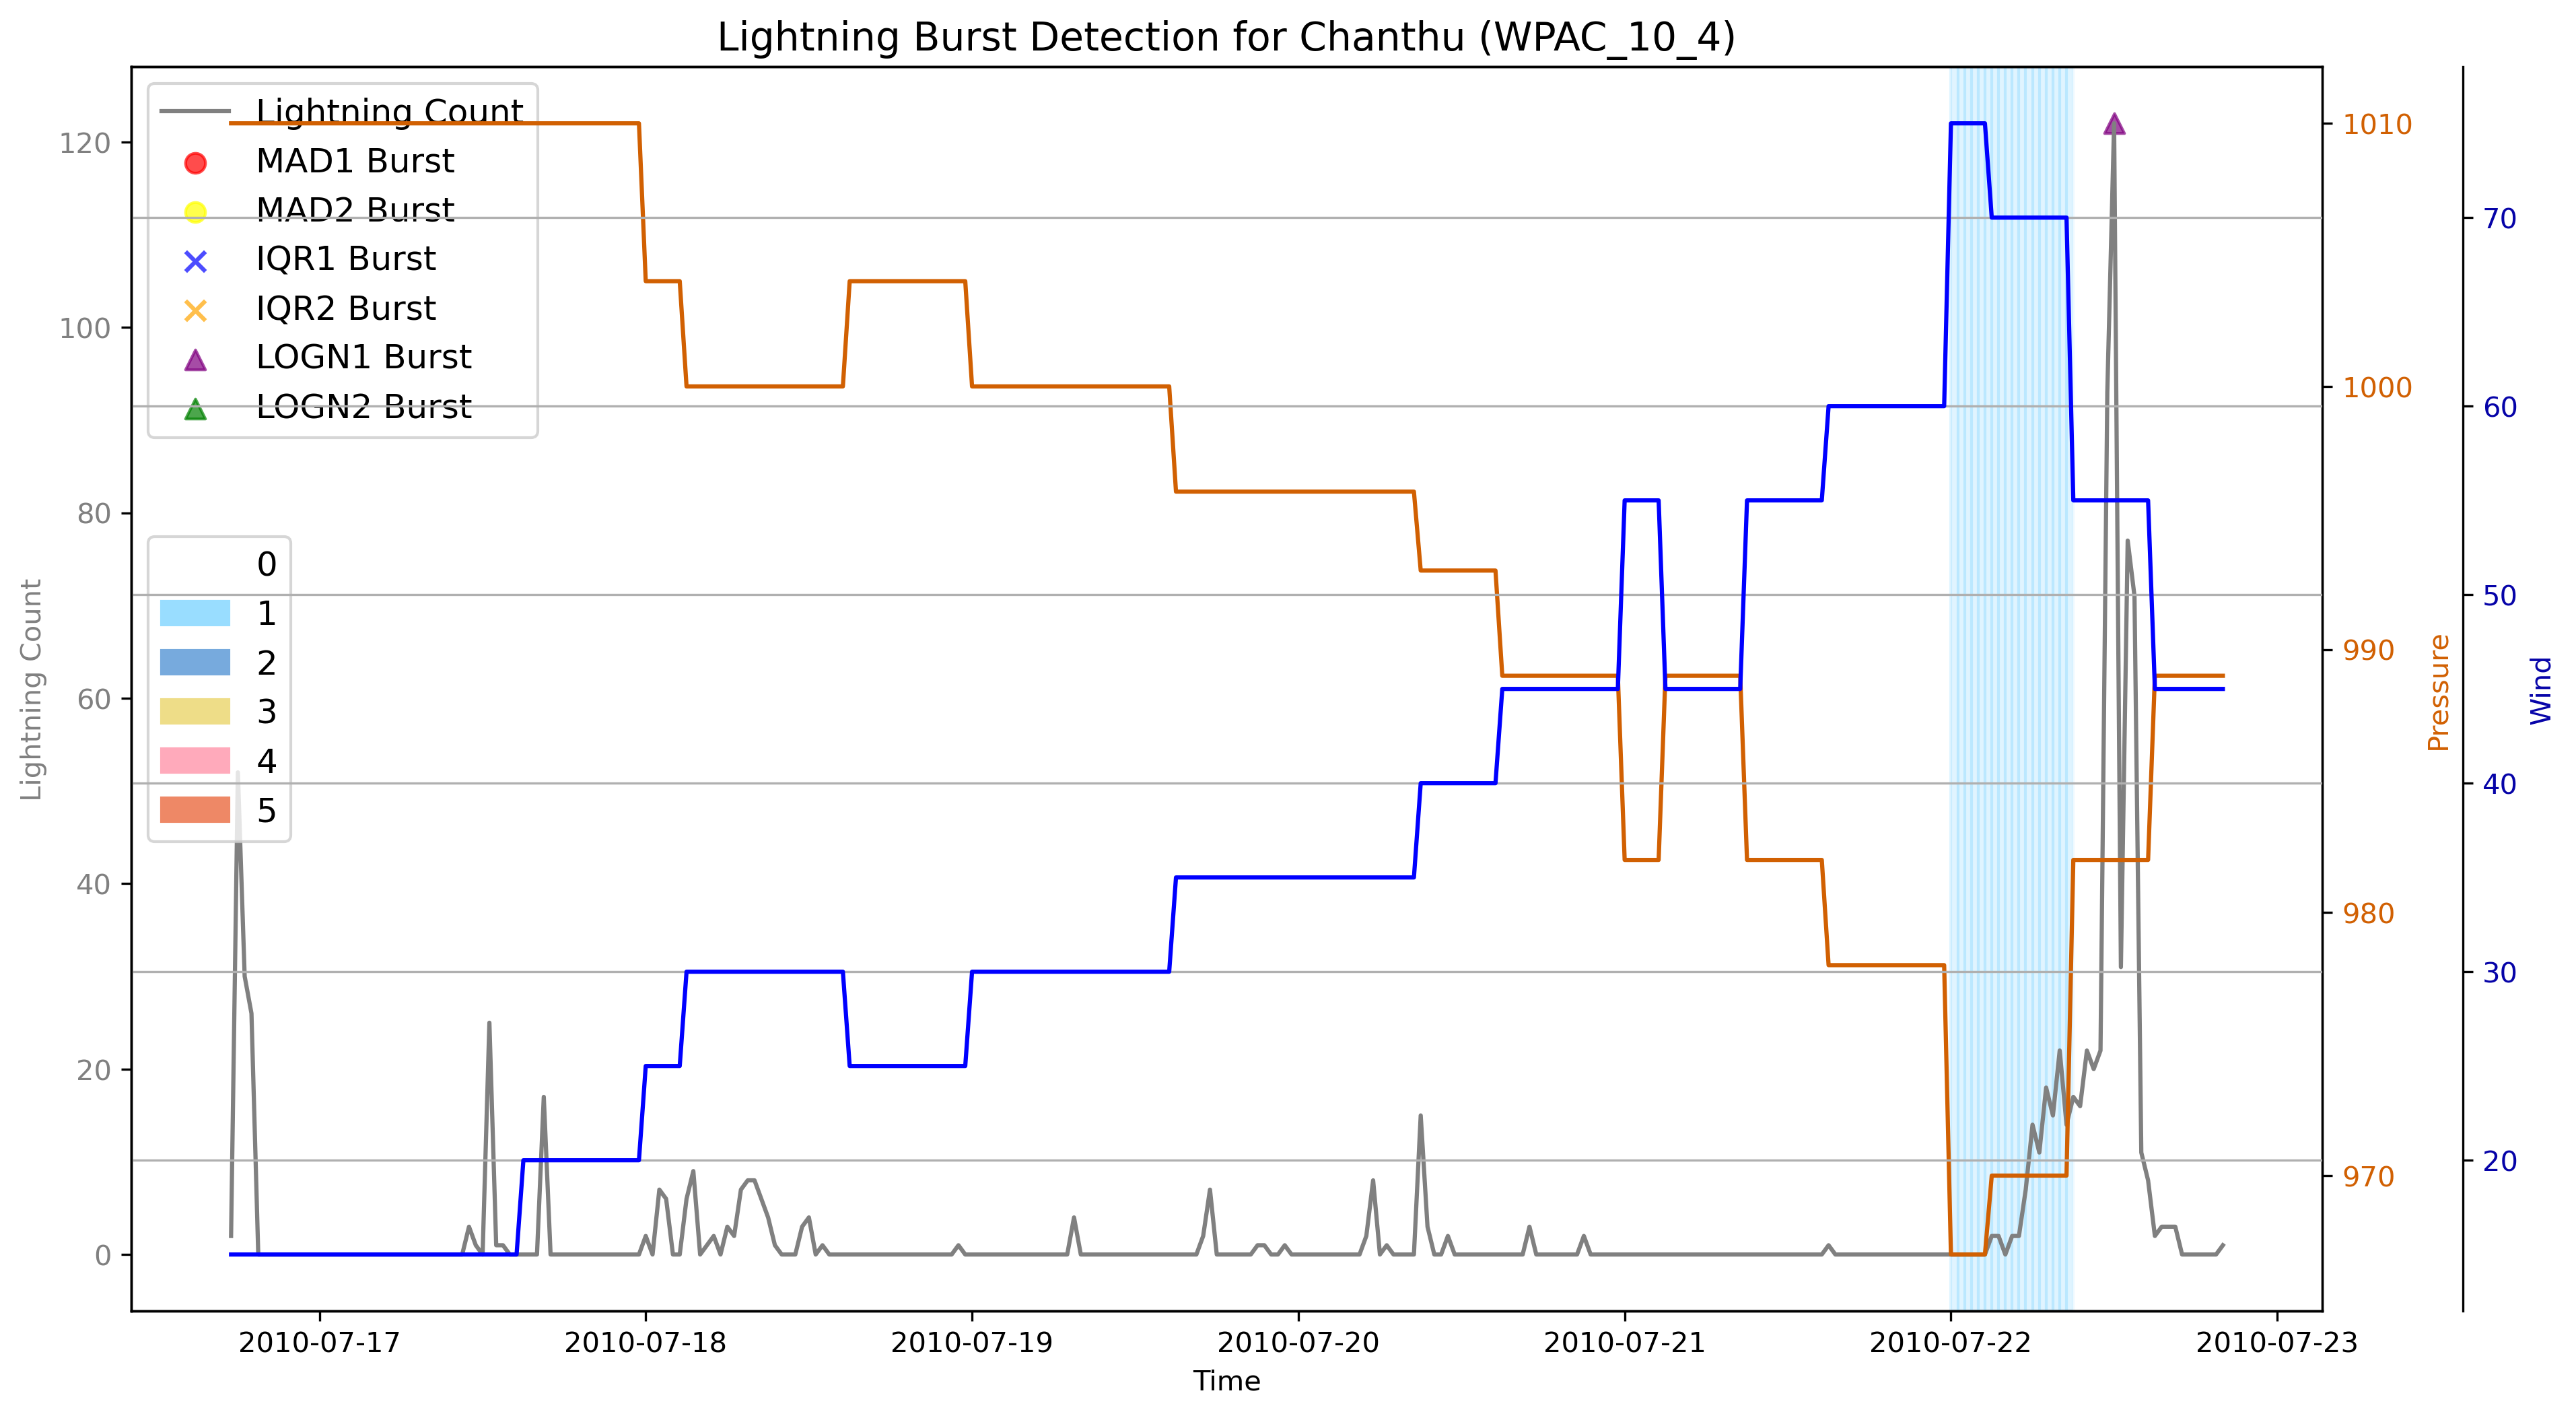 Lightning Burst Detection for Chanthu (WPAC_10_4)
Lightning Count
MAD1 Burst
MAD2 Burst
IQR1 Burst
IQR2 Burst
LOGN1 Burst
LOGN2 Burst
0
1
2
3
4
5
120
100
80
60
40
20
0
Lightning Count
1010
1000
990
980
970
Pressure
70
60
50
40
30
20
Wind
2010-07-17
2010-07-18
2010-07-19
2010-07-20
2010-07-21
2010-07-22
2010-07-23
Time